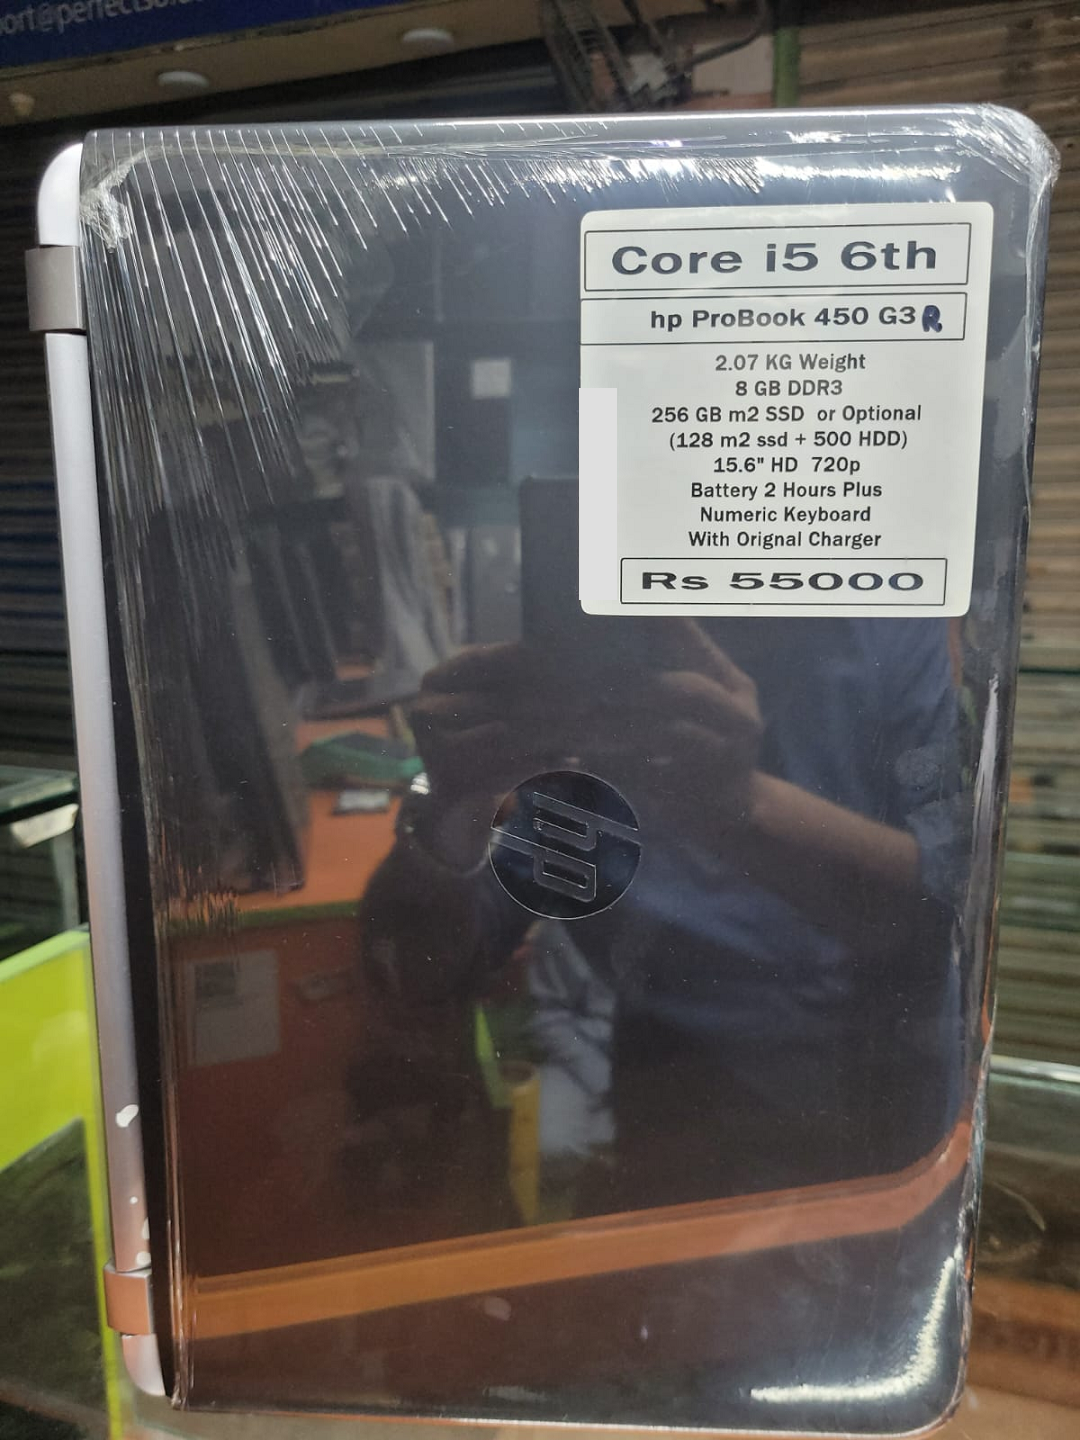 ort@perfectsol
Core i5 6th
hp ProBook 450 G3 R
2.07 KG Weight
8 GB DDR3
256 GB m2 SSD or Optional
(128 m2 ssd + 500 HDD)
15.6" HD 720p
Battery 2 Hours Plus
Numeric Keyboard
With Orignal Charger
Rs 55000
hp